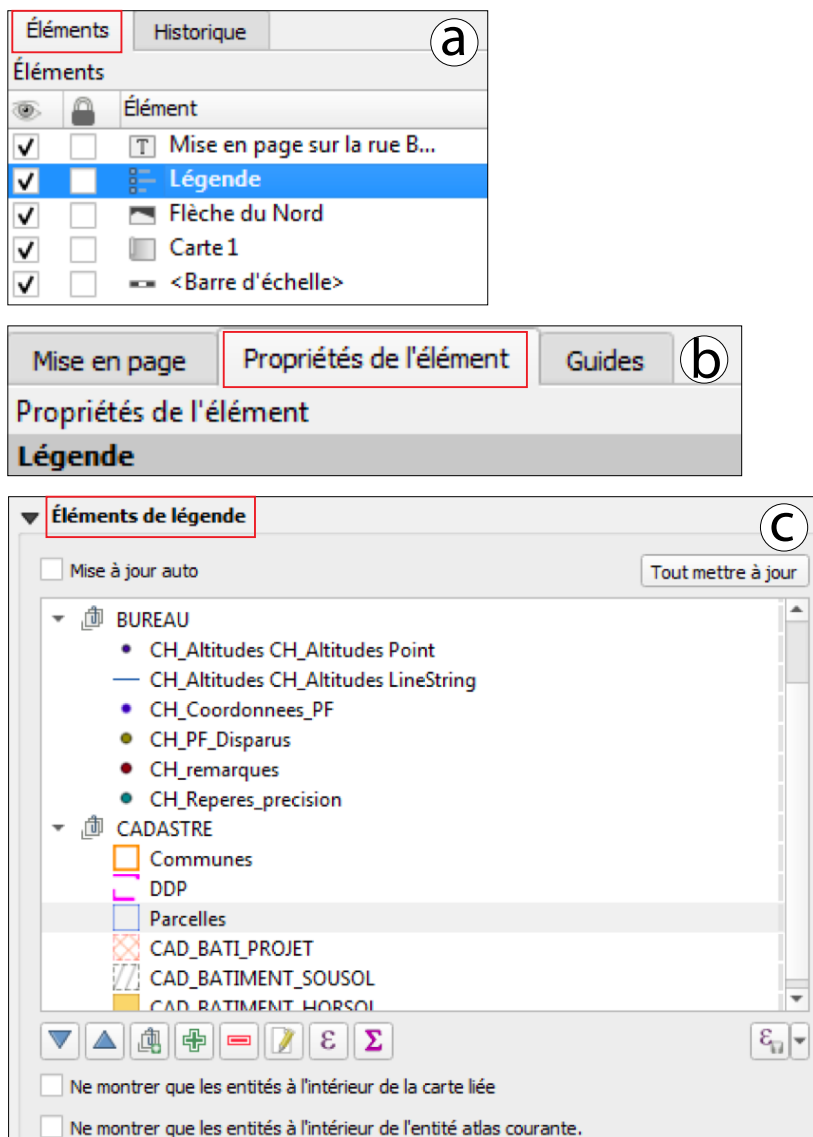 Éléments Historique
a
Éléments
Élément
Mise en page sur la rue B...
Légende
Flèche du Nord
Carte 1
<Barre d'échelle>
Mise en page Propriétés de l'élément Guides
b
Propriétés de l'élément
Légende
Éléments de légende
c
Mise à jour auto Tout mettre à jour
BUREAU
CH_Altitudes CH_Altitudes Point
CH_Altitudes CH_Altitudes LineString
CH_Coordonnees_PF
CH_PF_Disparus
CH_remarques
CH_Reperes_precision
CADASTRE
Communes
DDP
Parcelles
CAD_BATI_PROJET
CAD_BATIMENT_SOUSOL
CAD_BATIMENT_HORSOL
ε Σ ε
Ne montrer que les entités à l'intérieur de la carte liée
Ne montrer que les entités à l'intérieur de l'entité atlas courante.